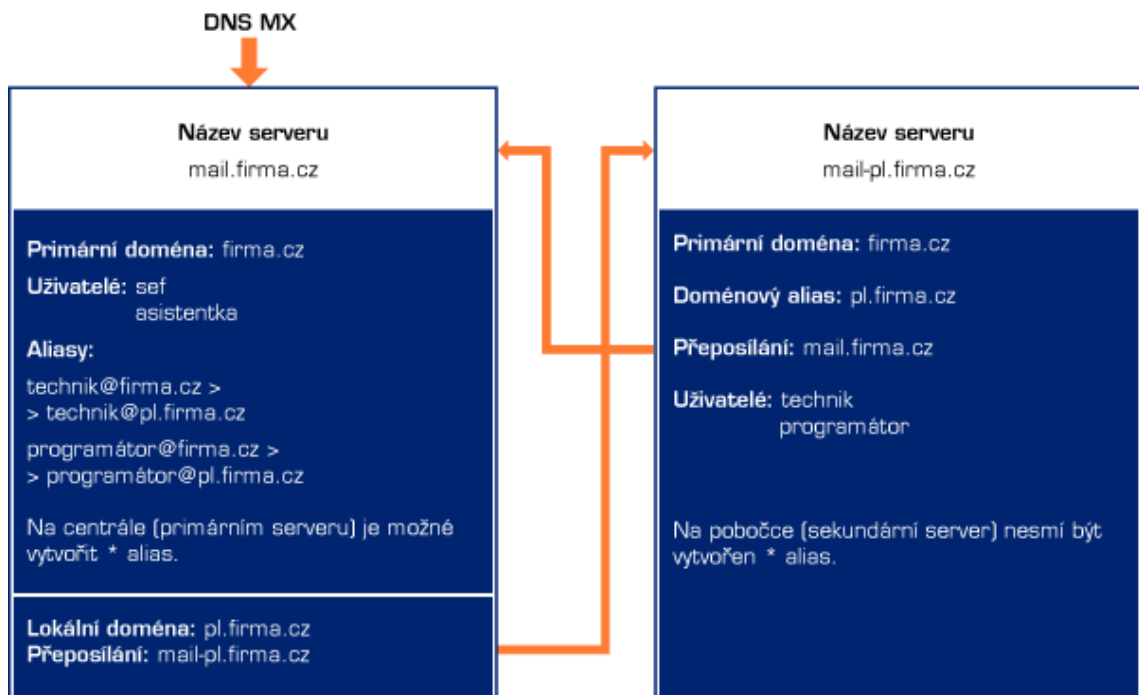 DNS MX
Název serveru
mail.firma.cz
Primární doména: firma.cz
Uživatelé: sef
asistentka
Aliasy:
technik@firma.cz >
> technik@pl.firma.cz
programátor@firma.cz >
> programátor@pl.firma.cz
Na centrále (primárním serveru) je možné
vytvořit * alias.
Lokální doména: pl.firma.cz
Přeposílání: mail-pl.firma.cz
Název serveru
mail-pl.firma.cz
Primární doména: firma.cz
Doménový alias: pl.firma.cz
Přeposílání: mail.firma.cz
Uživatelé: technik
programátor
Na pobočce (sekundární server) nesmí být
vytvořen * alias.